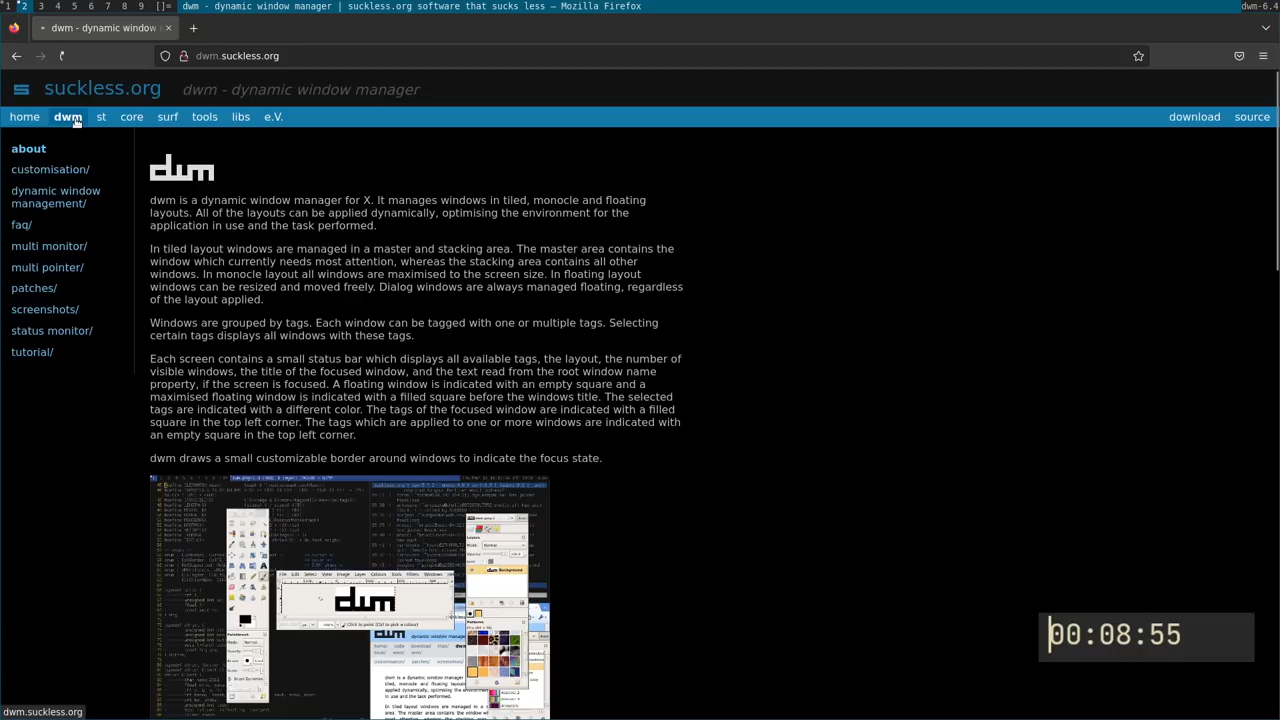 1 2 3 4 5 6 7 8 9 []= dwm - dynamic window manager | suckless.org software that sucks less — Mozilla Firefox dwm-6.4
dwm - dynamic window
dwm.suckless.org
suckless.org dwm - dynamic window manager
home dwm st core surf tools libs e.V. download source
about
customisation/
dynamic window
management/
faq/
multi monitor/
multi pointer/
patches/
screenshots/
status monitor/
tutorial/
dwm
dwm is a dynamic window manager for X. It manages windows in tiled, monocle and floating
layouts. All of the layouts can be applied dynamically, optimising the environment for the
application in use and the task performed.
In tiled layout windows are managed in a master and stacking area. The master area contains the
window which currently needs most attention, whereas the stacking area contains all other
windows. In monocle layout all windows are maximised to the screen size. In floating layout
windows can be resized and moved freely. Dialog windows are always managed floating, regardless
of the layout applied.
Windows are grouped by tags. Each window can be tagged with one or multiple tags. Selecting
certain tags displays all windows with these tags.
Each screen contains a small status bar which displays all available tags, the layout, the number of
visible windows, the title of the focused window, and the text read from the root window name
property, if the screen is focused. A floating window is indicated with an empty square and a
maximised floating window is indicated with a filled square before the windows title. The selected
tags are indicated with a different color. The tags of the focused window are indicated with a filled
square in the top left corner. The tags which are applied to one or more windows are indicated with
an empty square in the top left corner.
dwm draws a small customizable border around windows to indicate the focus state.
dwm
dwm.suckless.org